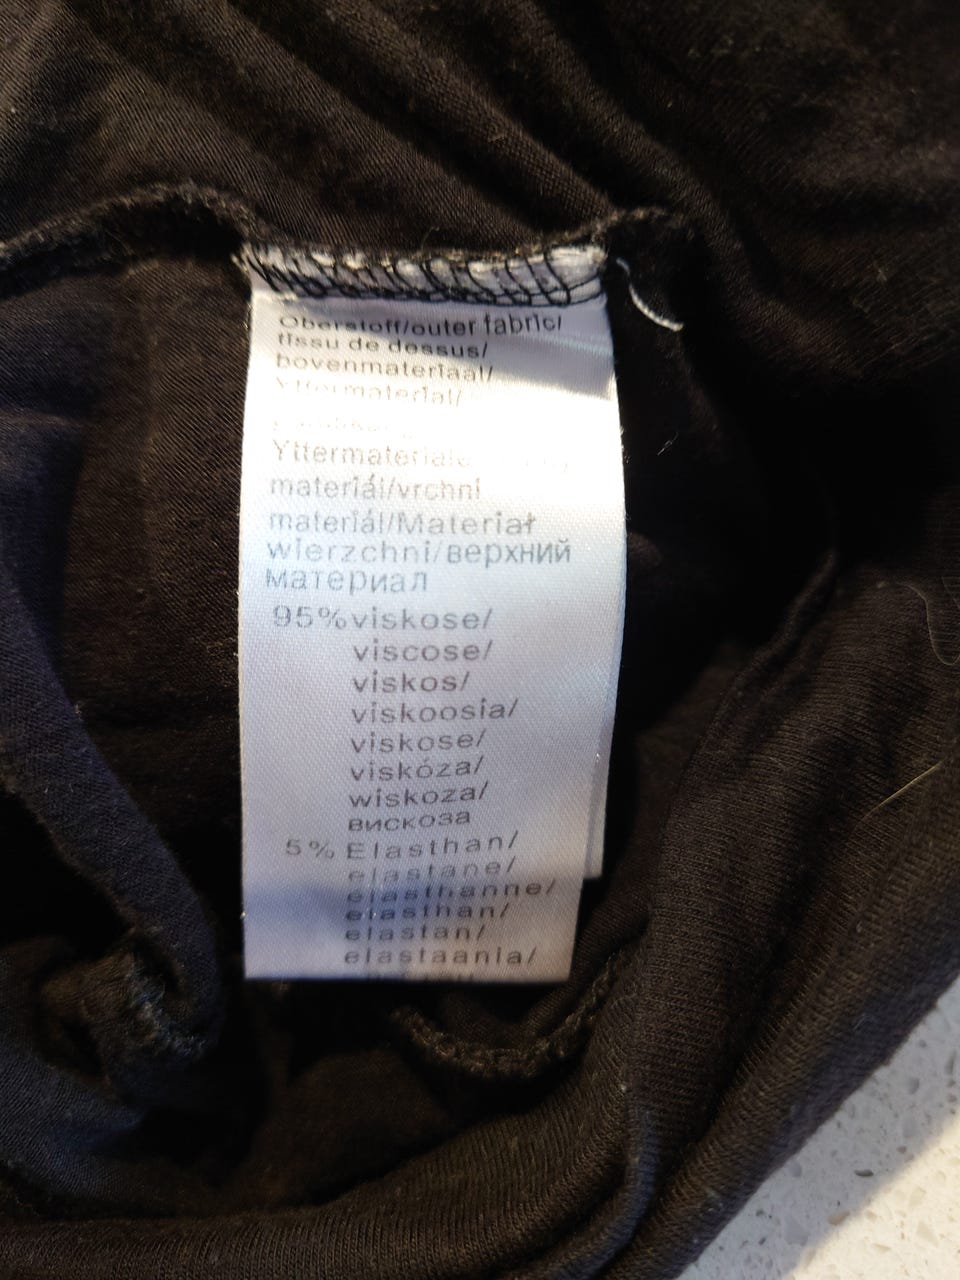 Oberstoff/outer fabric/
tissu de dessus/
bovenmateriaal/
Yttermaterial/
Yttermateriale
materiál/vrchní
materiál/Materiał
wierzchni/верхний
материал
95% viskose/
viscose/
viskos/
viskoosia/
viskose/
viskóza/
wiskoza/
вискоза
5% Elasthan/
elastane/
elasthanne/
elasthan/
elastan/
elastaania/